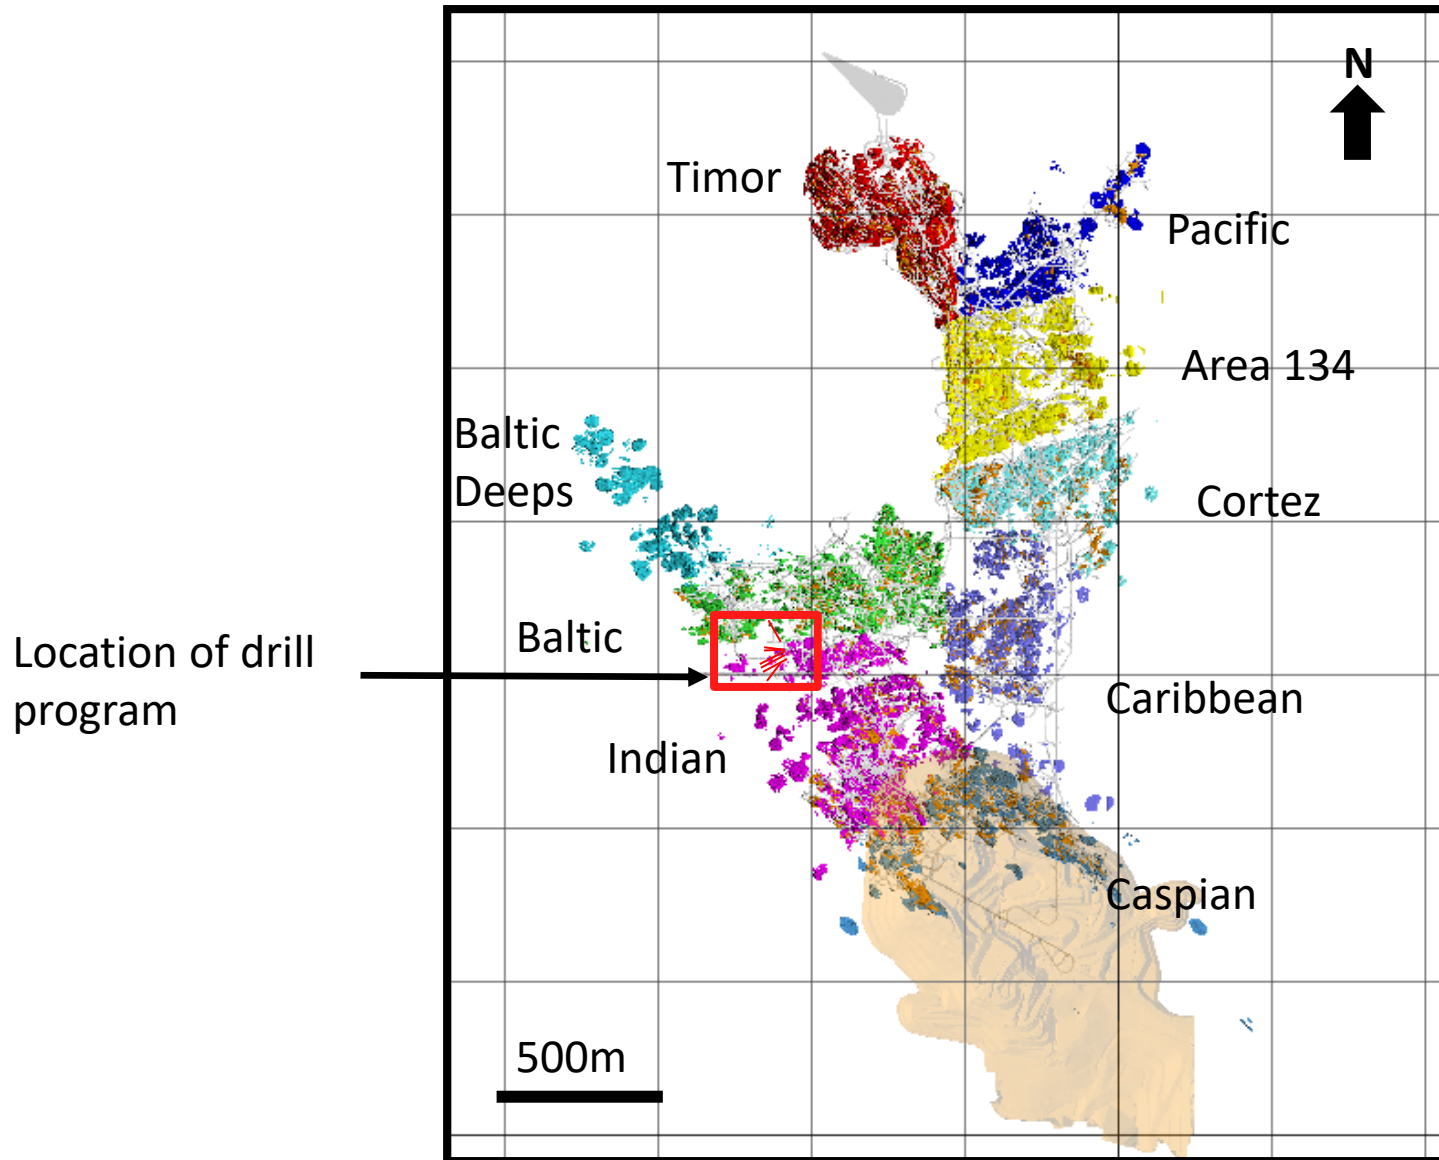 N
Timor
Pacific
Area 134
Baltic
Deeps
Cortez
Baltic
Location of drill
program
Caribbean
Indian
Caspian
500m